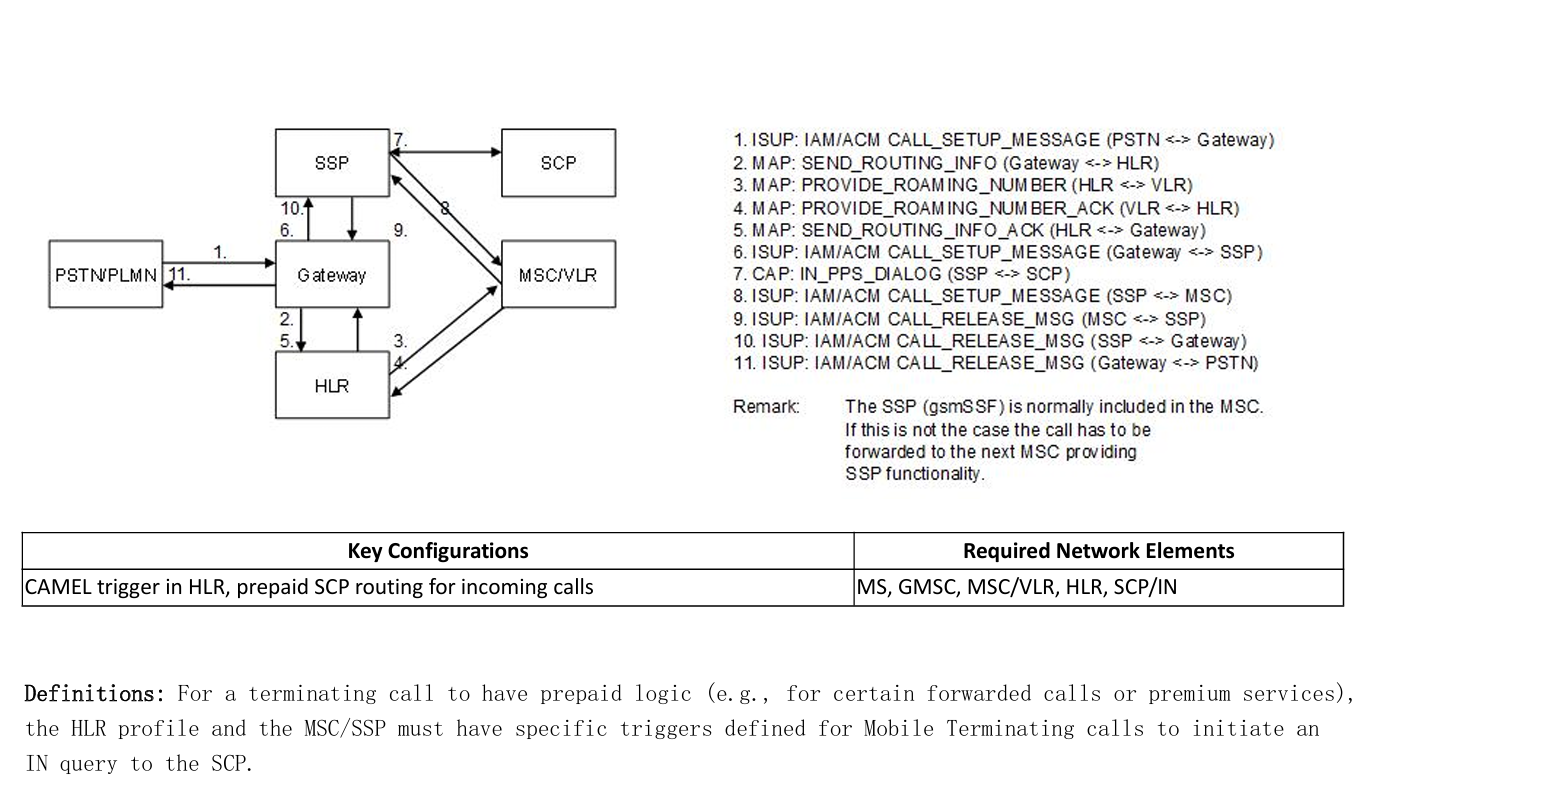 7.
SSP
SCP
10.
8
6.
9.
1.
PSTN/PLMN
11.
Gateway
MSC/VLR
2.
5.
3.
4.
HLR
1. ISUP: IAM/ACM CALL_SETUP_MESSAGE (PSTN <-> Gateway)
2. MAP: SEND_ROUTING_INFO (Gateway <-> HLR)
3. MAP: PROVIDE_ROAMING_NUMBER (HLR <-> VLR)
4. MAP: PROVIDE_ROAMING_NUMBER_ACK (VLR <-> HLR)
5. MAP: SEND_ROUTING_INFO_ACK (HLR <-> Gateway)
6. ISUP: IAM/ACM CALL_SETUP_MESSAGE (Gateway <-> SSP)
7. CAP: IN_PPS_DIALOG (SSP <-> SCP)
8. ISUP: IAM/ACM CALL_SETUP_MESSAGE (SSP <-> MSC)
9. ISUP: IAM/ACM CALL_RELEASE_MSG (MSC <-> SSP)
10. ISUP: IAM/ACM CALL_RELEASE_MSG (SSP <-> Gateway)
11. ISUP: IAM/ACM CALL_RELEASE_MSG (Gateway <-> PSTN)
Remark: The SSP (gsmSSF) is normally included in the MSC.
If this is not the case the call has to be
forwarded to the next MSC providing
SSP functionality.
Key Configurations Required Network Elements
CAMEL trigger in HLR, prepaid SCP routing for incoming calls MS, GMSC, MSC/VLR, HLR, SCP/IN
Definitions: For a terminating call to have prepaid logic (e.g., for certain forwarded calls or premium services),
the HLR profile and the MSC/SSP must have specific triggers defined for Mobile Terminating calls to initiate an
IN query to the SCP.